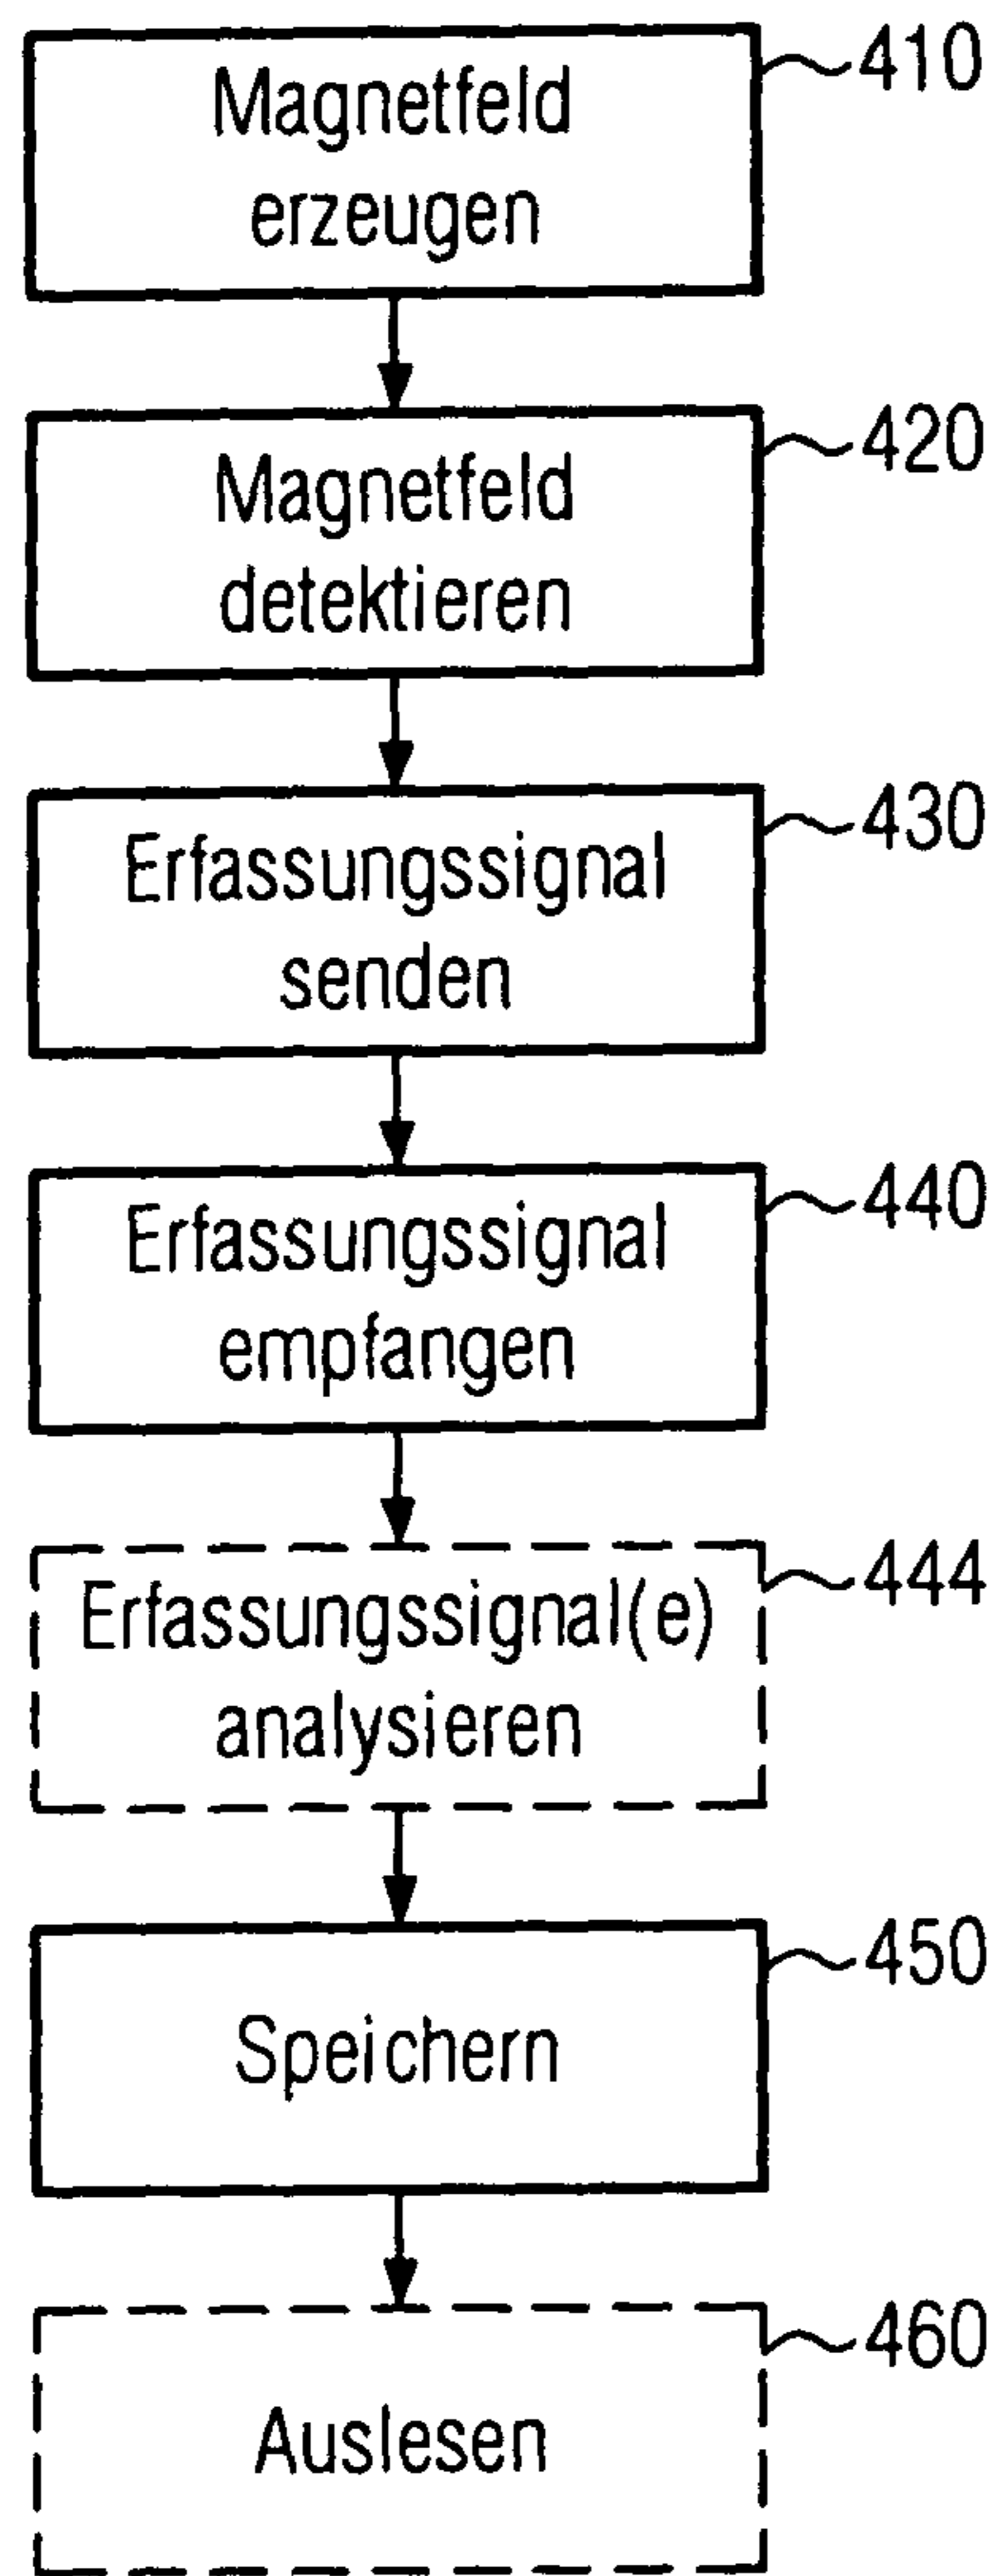 Magnetfeld
erzeugen
410
Magnetfeld
detektieren
420
Erfassungssignal
senden
430
Erfassungssignal
empfangen
440
Erfassungssignal(e)
analysieren
444
Speichern
450
Auslesen
460